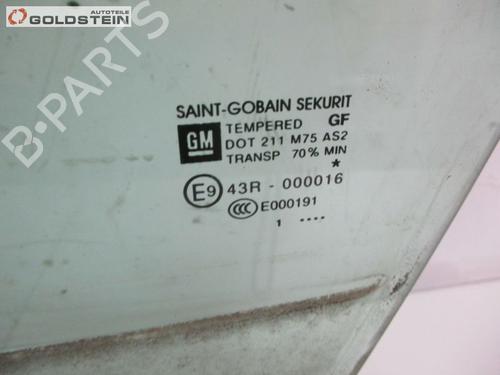 AUTOTEILE
GOLDSTEIN
B-PARTS
SAINT-GOBAIN SEKURIT
GM TEMPERED GF
DOT 211 M75 AS2
TRANSP 70% MIN
*
E9 43R - 000016
CCC E000191
1 ....